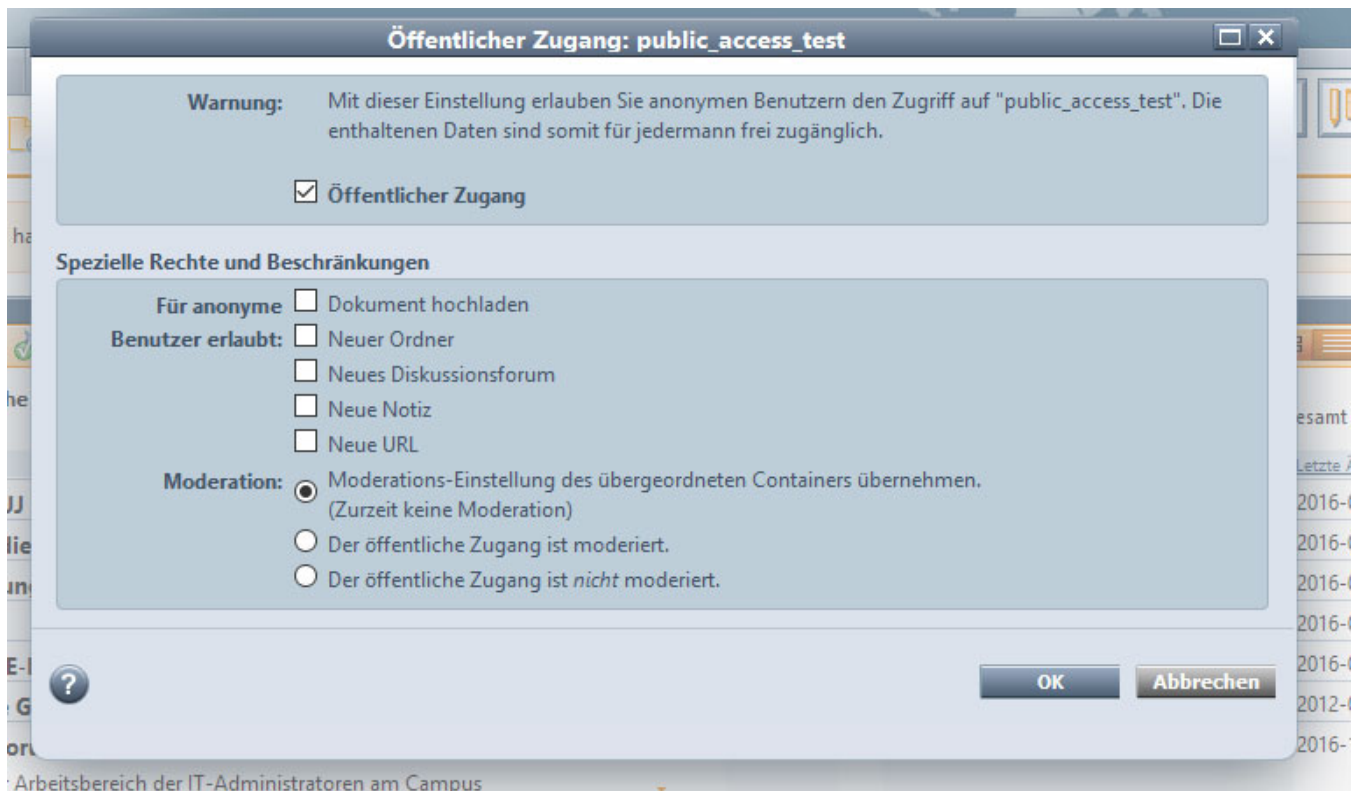 Öffentlicher Zugang: public_access_test
Warnung: Mit dieser Einstellung erlauben Sie anonymen Benutzern den Zugriff auf "public_access_test". Die
enthaltenen Daten sind somit für jedermann frei zugänglich.
Öffentlicher Zugang
ha
Spezielle Rechte und Beschränkungen
Für anonyme Dokument hochladen
Benutzer erlaubt: Neuer Ordner
Neues Diskussionsforum
he
Neue Notiz
esamt
Neue URL
Letzte
Moderation: Moderations-Einstellung des übergeordneten Containers übernehmen.
(Zurzeit keine Moderation)
2016-
Der öffentliche Zugang ist moderiert.
2016-
Der öffentliche Zugang ist nicht moderiert.
2016-
2016-
2016-
?
OK Abbrechen
2012-
2016-
Arbeitsbereich der IT-Administratoren am Campus